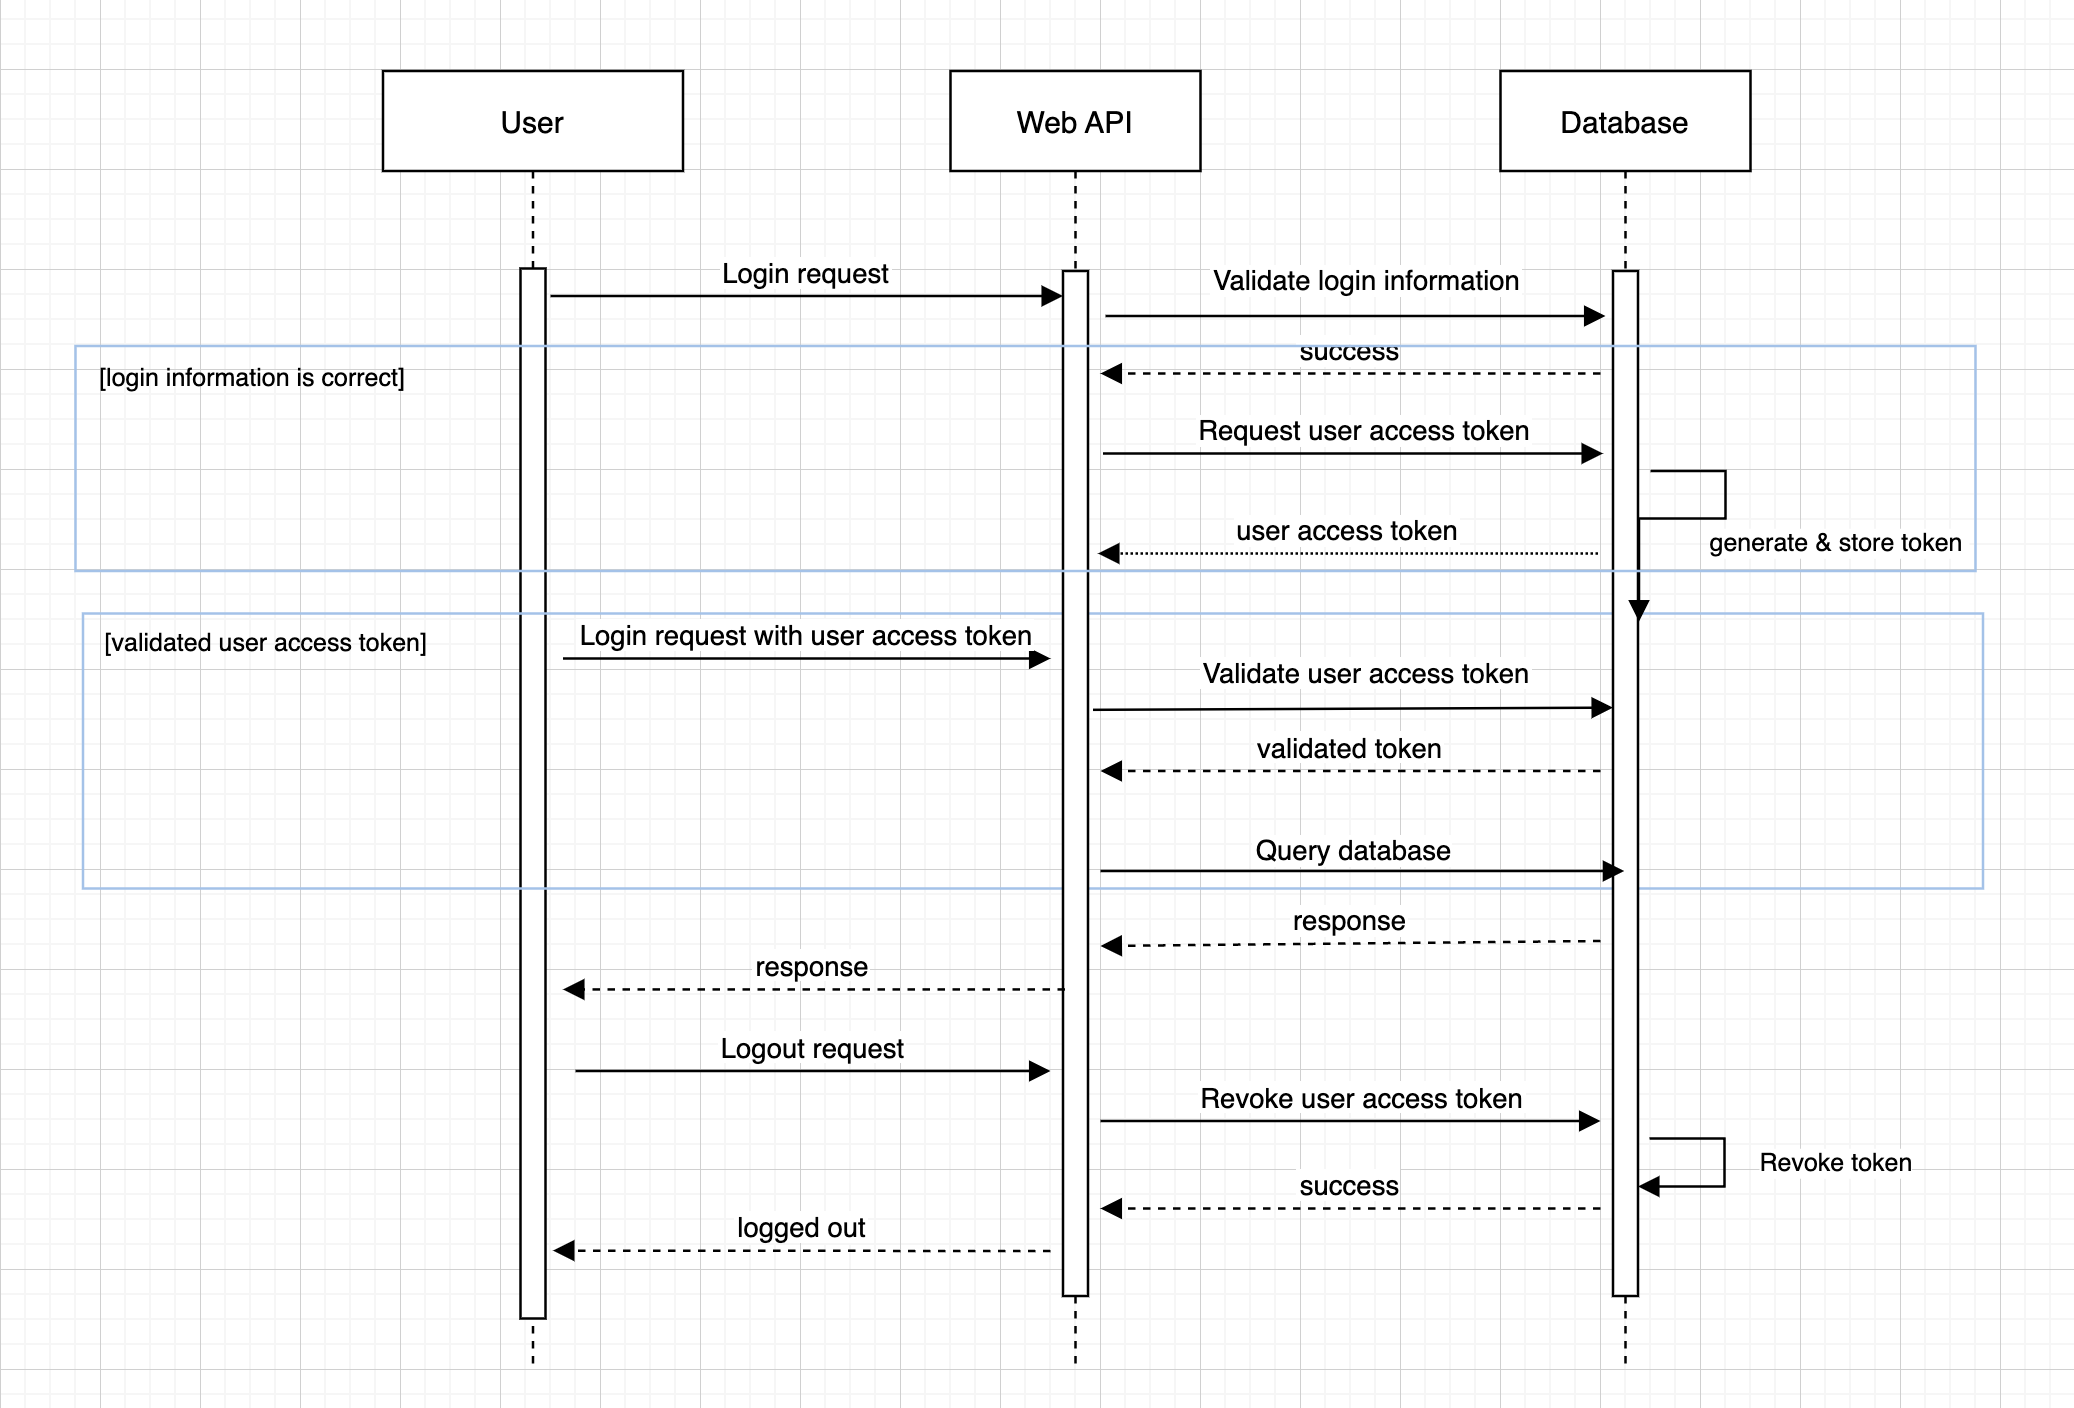 User
Web API
Database
Login request
Validate login information
success
[login information is correct]
Request user access token
user access token
generate & store token
Login request with user access token
[validated user access token]
Validate user access token
validated token
Query database
response
response
Logout request
Revoke user access token
Revoke token
success
logged out